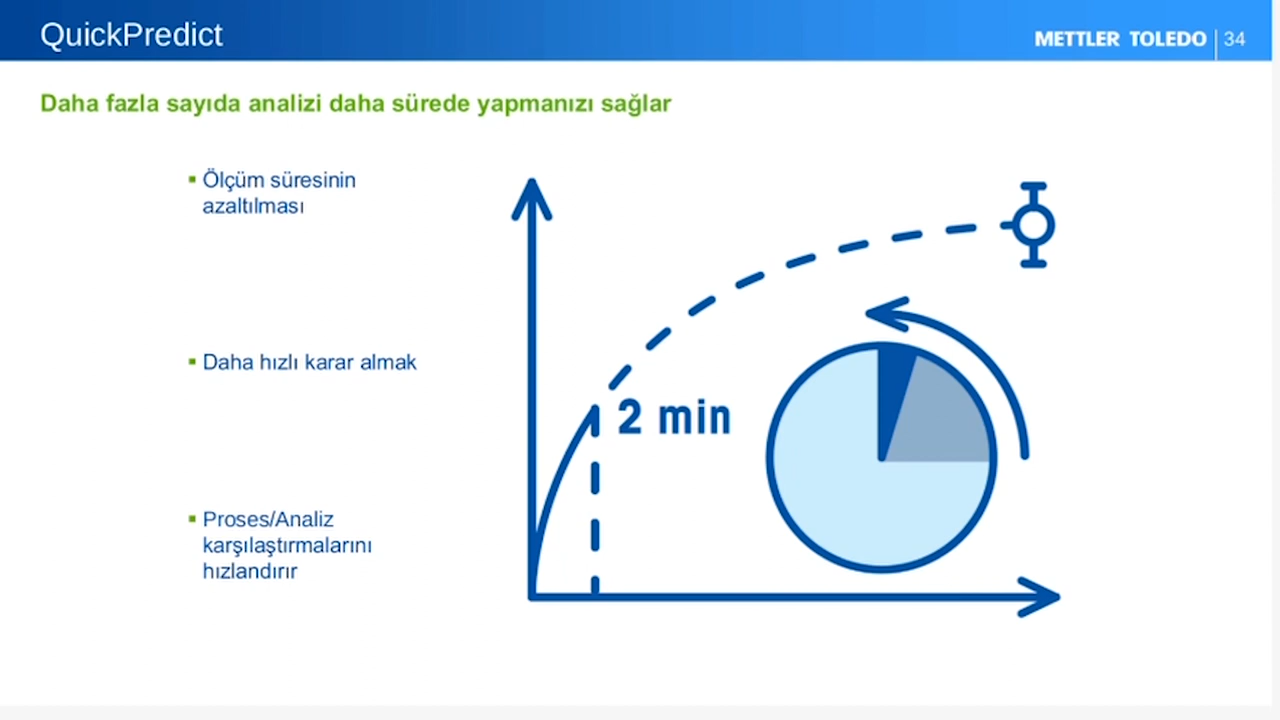 QuickPredict
METTLER TOLEDO | 34
Daha fazla sayıda analizi daha sürede yapmanızı sağlar
▪ Ölçüm süresinin
azaltılması
▪ Daha hızlı karar almak
2 min
▪ Proses/Analiz
karşılaştırmalarını
hızlandırır